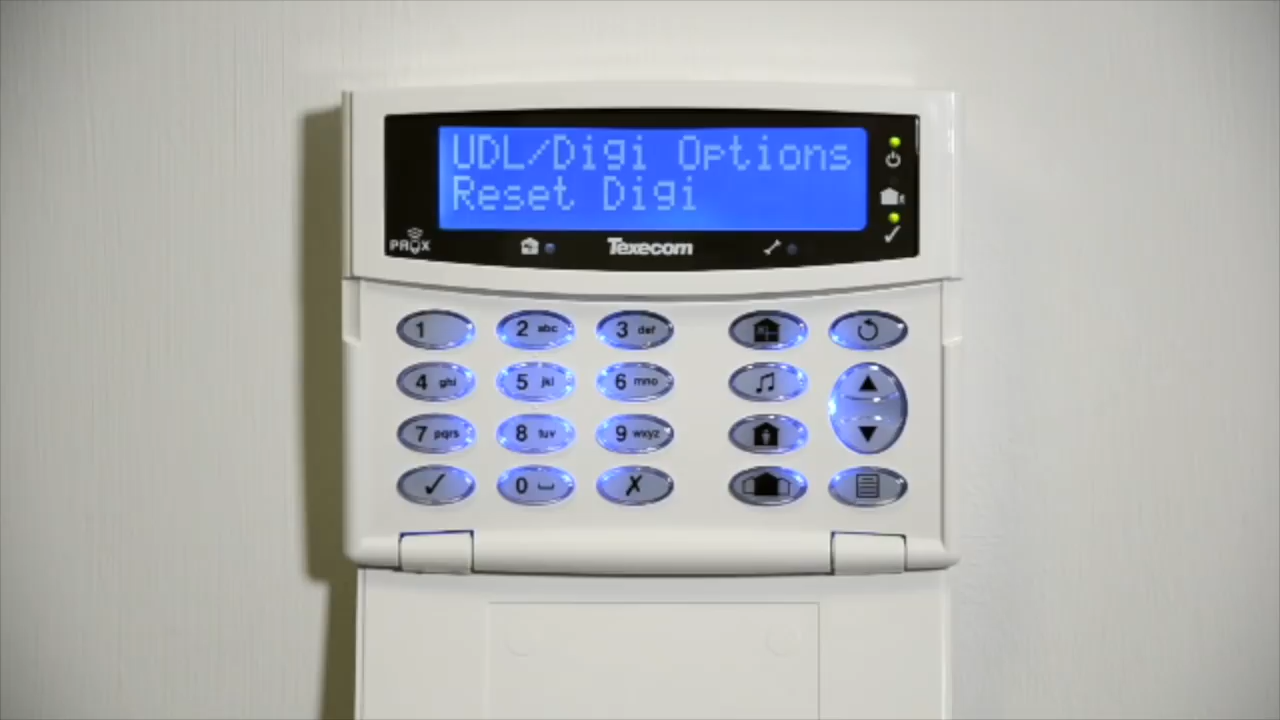 UDL/Digi Options
Reset Digi
PROX
Texecom
1
2 abc
3 def
4 ghi
5 jkl
6 mno
7 pqrs
8 tuv
9 wxyz
0